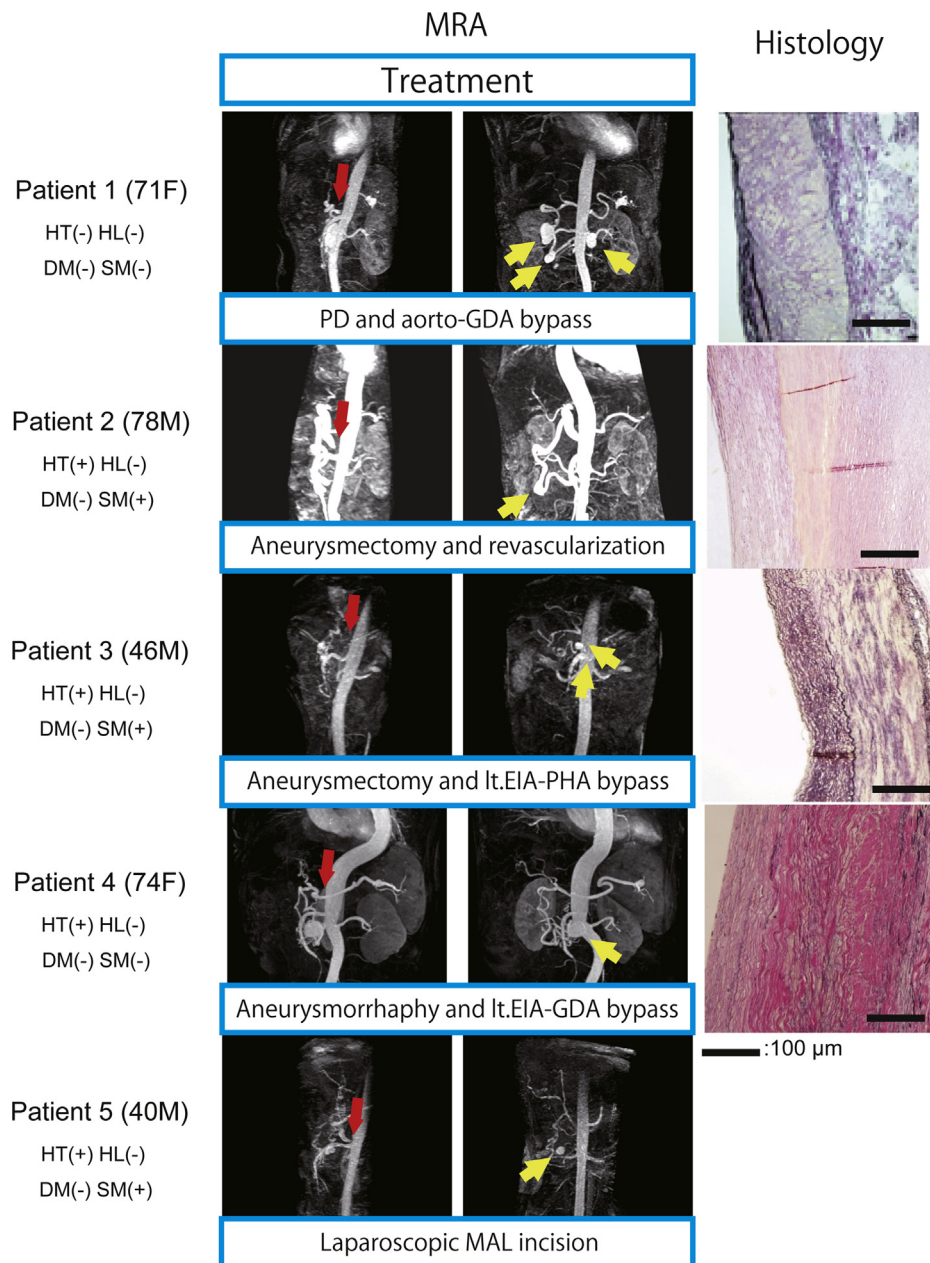 MRA
Histology
Treatment
Patient 1 (71F)
HT(-) HL(-)
DM(-) SM(-)
PD and aorto-GDA bypass
Patient 2 (78M)
HT(+) HL(-)
DM(-) SM(+)
Aneurysmectomy and revascularization
Patient 3 (46M)
HT(+) HL(-)
DM(-) SM(+)
Aneurysmectomy and lt.EIA-PHA bypass
Patient 4 (74F)
HT(+) HL(-)
DM(-) SM(-)
Aneurysmorrhaphy and lt.EIA-GDA bypass
:100 µm
Patient 5 (40M)
HT(+) HL(-)
DM(-) SM(+)
Laparoscopic MAL incision